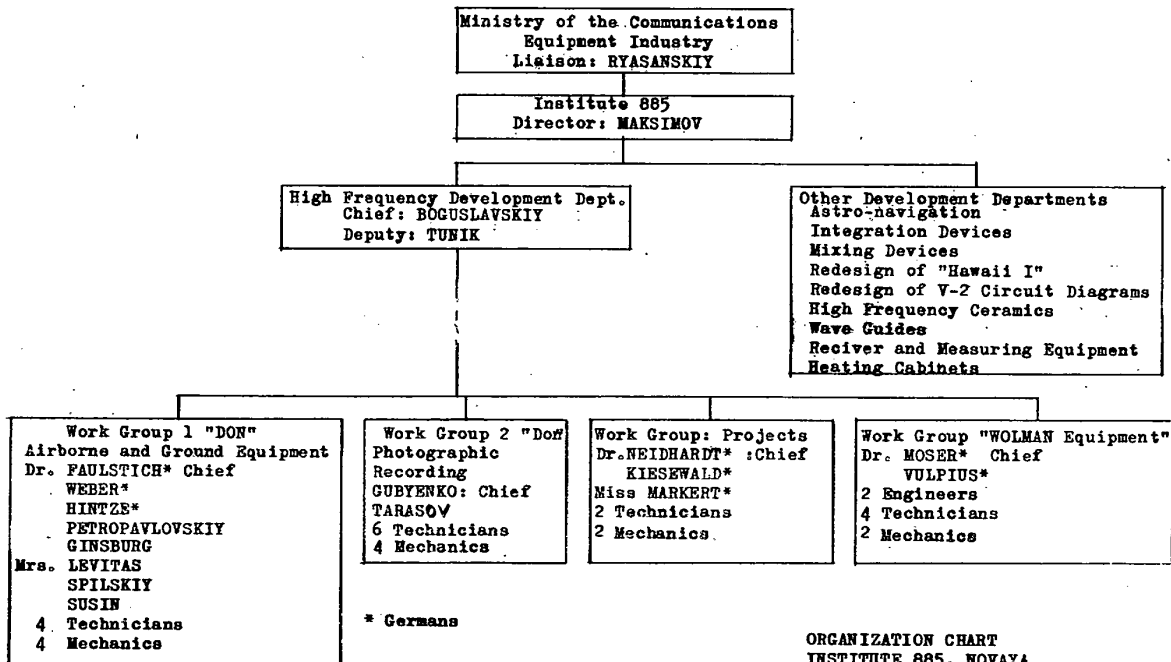 Ministry of the Communications
Equipment Industry
Liaison: RYASANSKIY
Institute 885
Director: MAKSIMOV
High Frequency Development Dept.
Chief: BOGUSLAVSKIY
Deputy: TUNIK
Other Development Departments
Astro-navigation
Integration Devices
Mixing Devices
Redesign of "Hawaii I"
Redesign of V-2 Circuit Diagrams
High Frequency Ceramics
Wave Guides
Reciver and Measuring Equipment
Heating Cabinets
Work Group 1 "DON"
Airborne and Ground Equipment
Dr. FAULSTICH* Chief
WEBER*
HINTZE*
PETROPAVLOVSKIY
GINSBURG
Mrs. LEVITAS
SPILSKIY
SUSIN
4 Technicians
4 Mechanics
Work Group 2 "Don"
Photographic
Recording
GUBYENKO: Chief
TARASOV
6 Technicians
4 Mechanics
Work Group: Projects
Dr. NEIDHARDT* :Chief
KIESEWALD*
Miss MARKERT*
2 Technicians
2 Mechanics
Work Group "WOLMAN Equipment"
Dr. MOSER* Chief
VULPIUS*
2 Engineers
4 Technicians
2 Mechanics
* Germans
ORGANIZATION CHART
INSTITUTE 885, NOVAYA